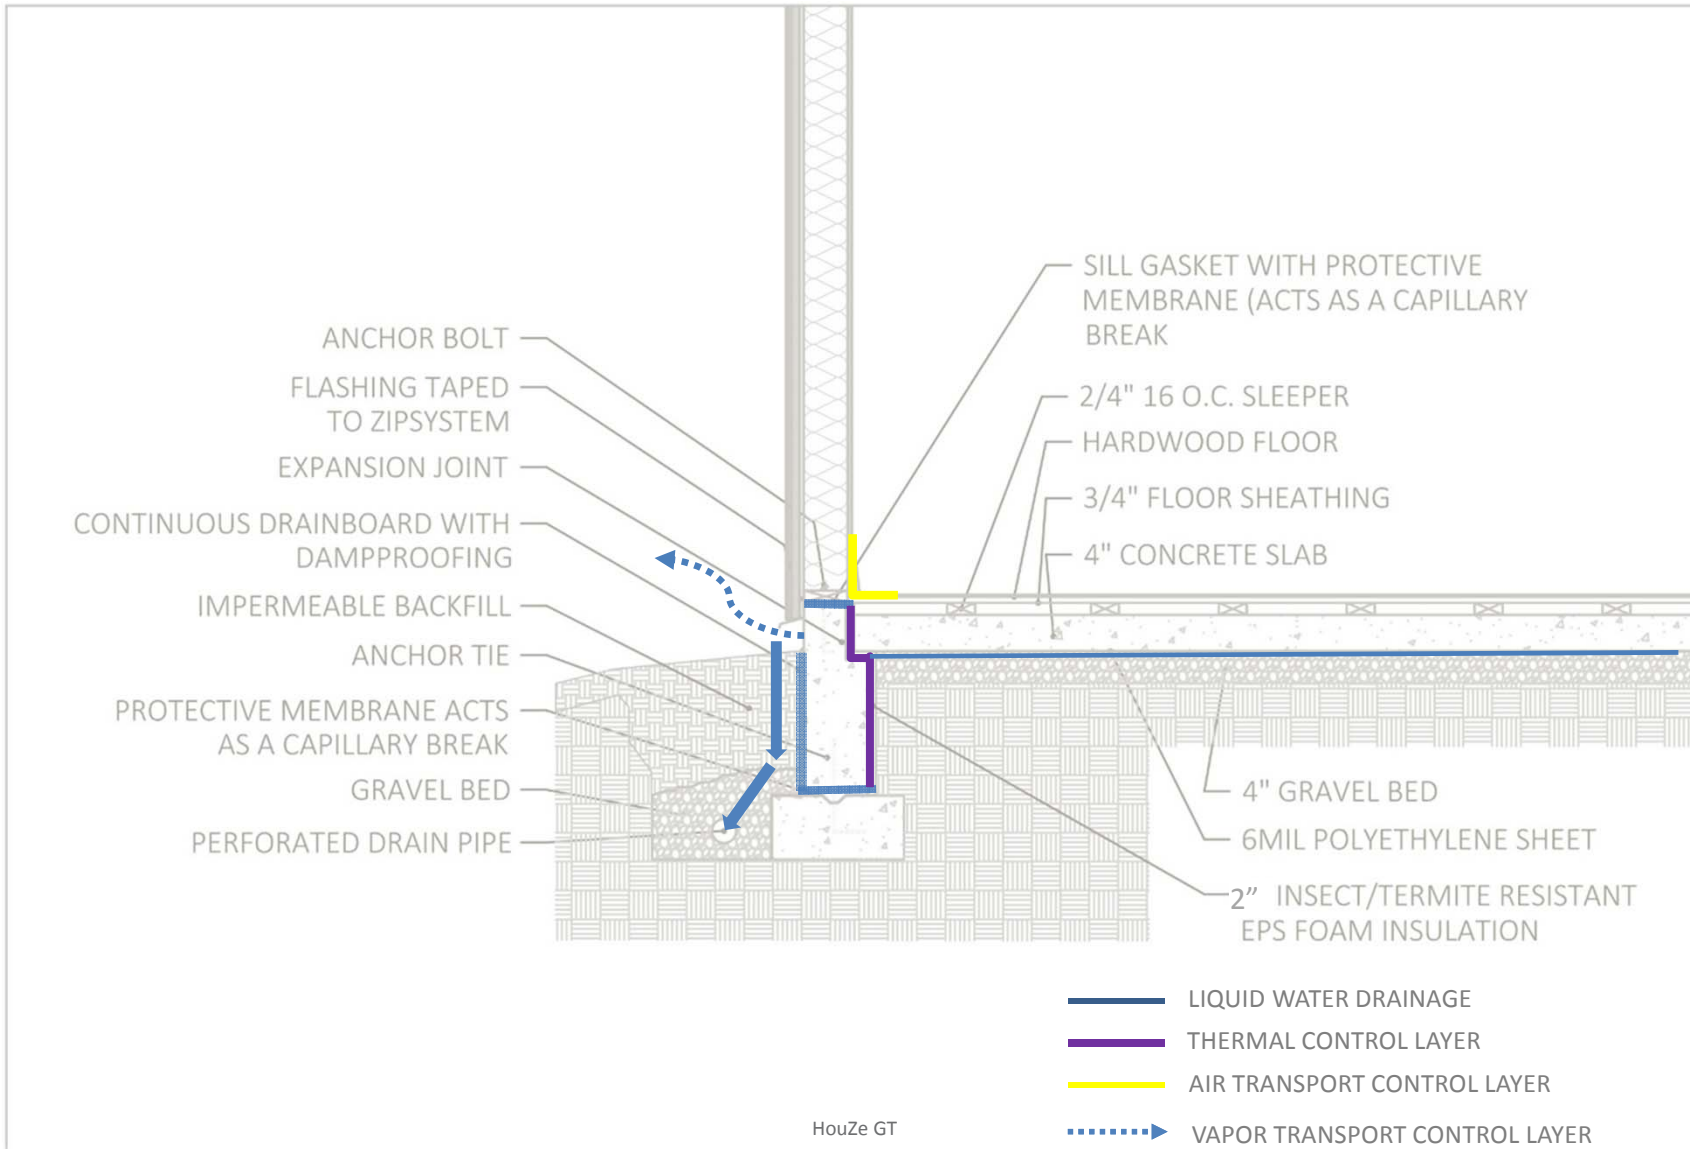 ANCHOR BOLT
FLASHING TAPED
TO ZIPSYSTEM
EXPANSION JOINT
CONTINUOUS DRAINBOARD WITH
DAMPPROOFING
IMPERMEABLE BACKFILL
ANCHOR TIE
PROTECTIVE MEMBRANE ACTS
AS A CAPILLARY BREAK
GRAVEL BED
PERFORATED DRAIN PIPE
SILL GASKET WITH PROTECTIVE
MEMBRANE (ACTS AS A CAPILLARY
BREAK
2/4" 16 O.C. SLEEPER
HARDWOOD FLOOR
3/4" FLOOR SHEATHING
4" CONCRETE SLAB
4" GRAVEL BED
6MIL POLYETHYLENE SHEET
2” INSECT/TERMITE RESISTANT
EPS FOAM INSULATION
LIQUID WATER DRAINAGE
THERMAL CONTROL LAYER
AIR TRANSPORT CONTROL LAYER
VAPOR TRANSPORT CONTROL LAYER
HouZe GT